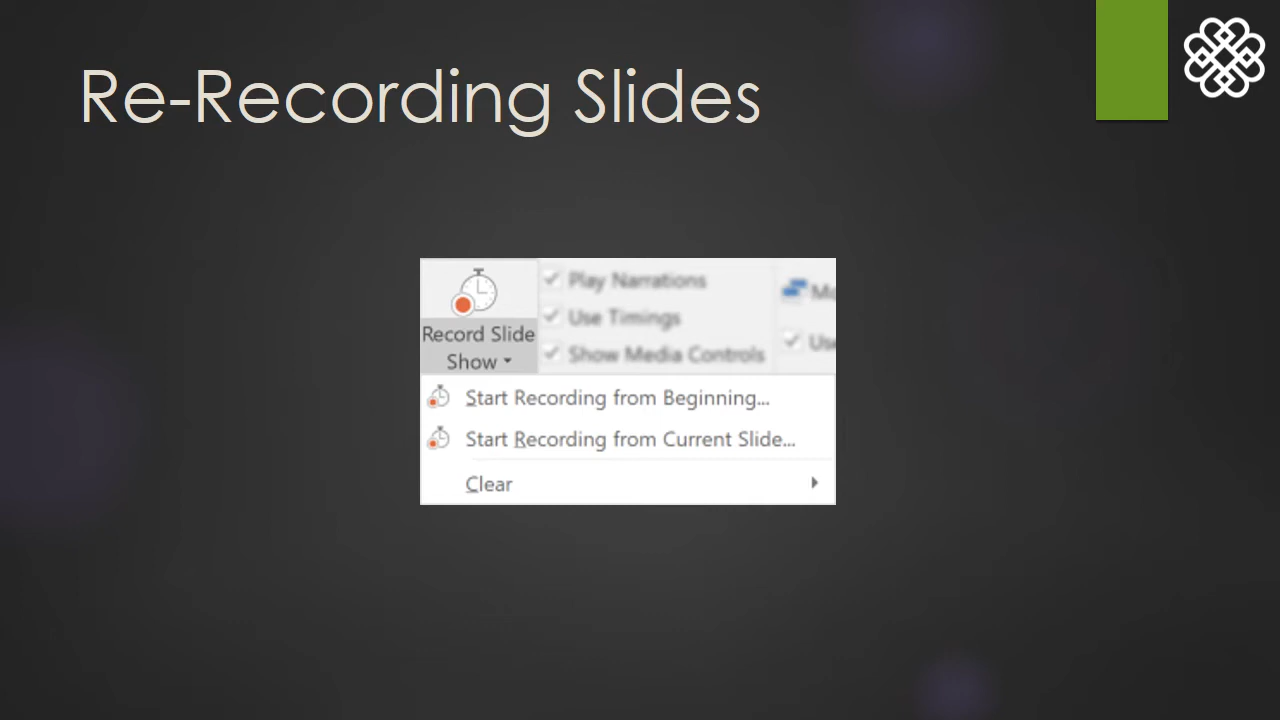 Re-Recording Slides
Play Narrations
Use Timings
Show Media Controls
Record Slide
Show
Start Recording from Beginning...
Start Recording from Current Slide...
Clear